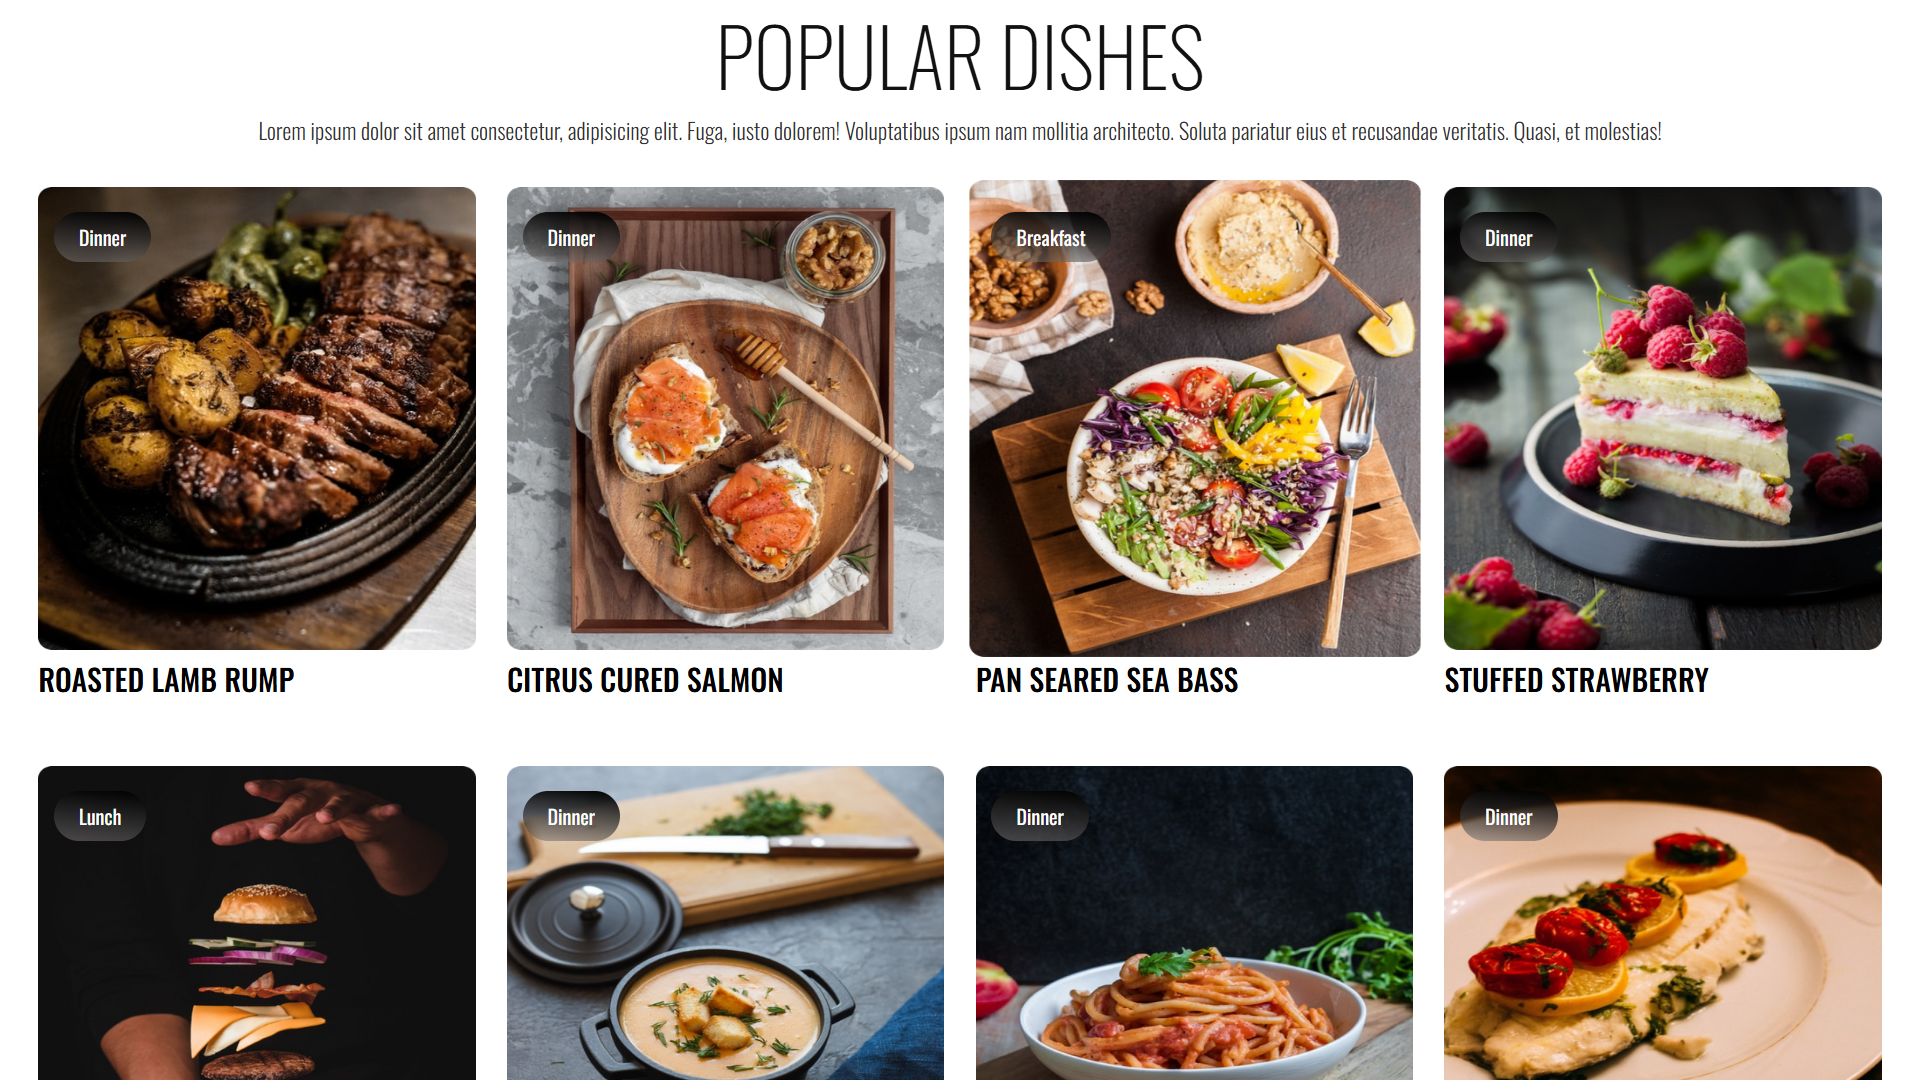 POPULAR DISHES
Lorem ipsum dolor sit amet consectetur, adipisicing elit. Fuga, iusto dolorem! Voluptatibus ipsum nam mollitia architecto. Soluta pariatur eius et recusandae veritatis. Quasi, et molestias!
Dinner
Dinner
Breakfast
Dinner
ROASTED LAMB RUMP
CITRUS CURED SALMON
PAN SEARED SEA BASS
STUFFED STRAWBERRY
Lunch
Dinner
Dinner
Dinner